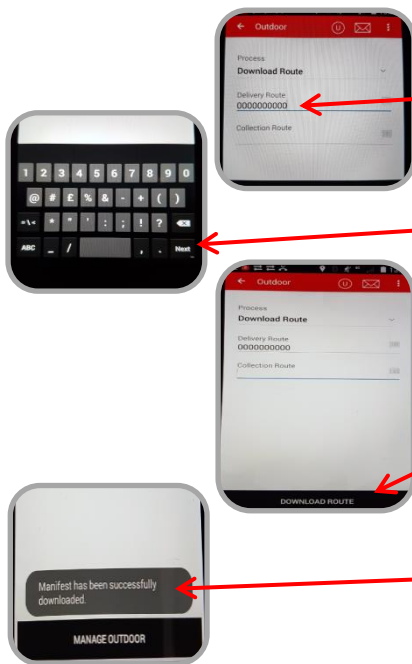 Outdoor
U
Process
Download Route
Delivery Route
0000000000
Collection Route
1 2 3 4 5 6 7 8 9 0
@ # £ % & - + ( )
=\< * " ' : ; ! ? 
ABC _ / , . Next
Outdoor
U
Process
Download Route
Delivery Route
0000000000
Collection Route
DOWNLOAD ROUTE
Manifest has been successfully
downloaded.
MANAGE OUTDOOR